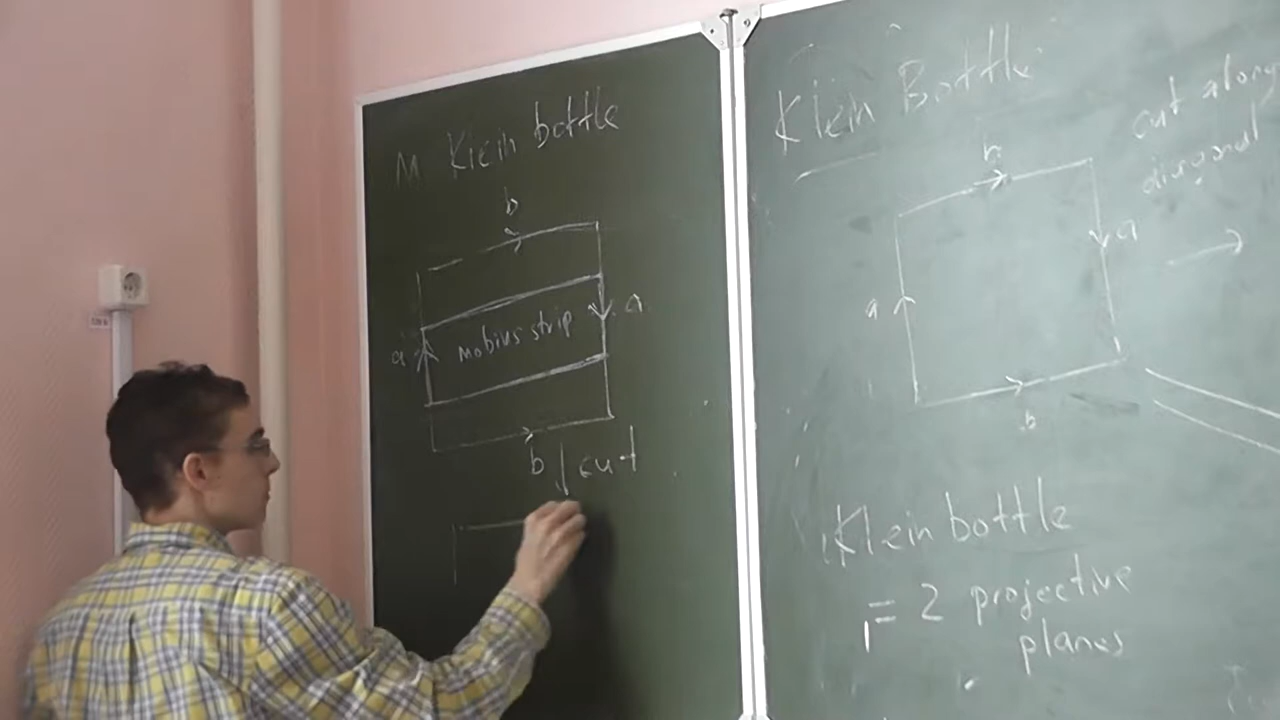 M Klein bottle
b
mobius strip
a
a
b
cut
Klein Bottle
b
a
a
b
cut along
diagonal
Klein bottle
= 2 projective
planes